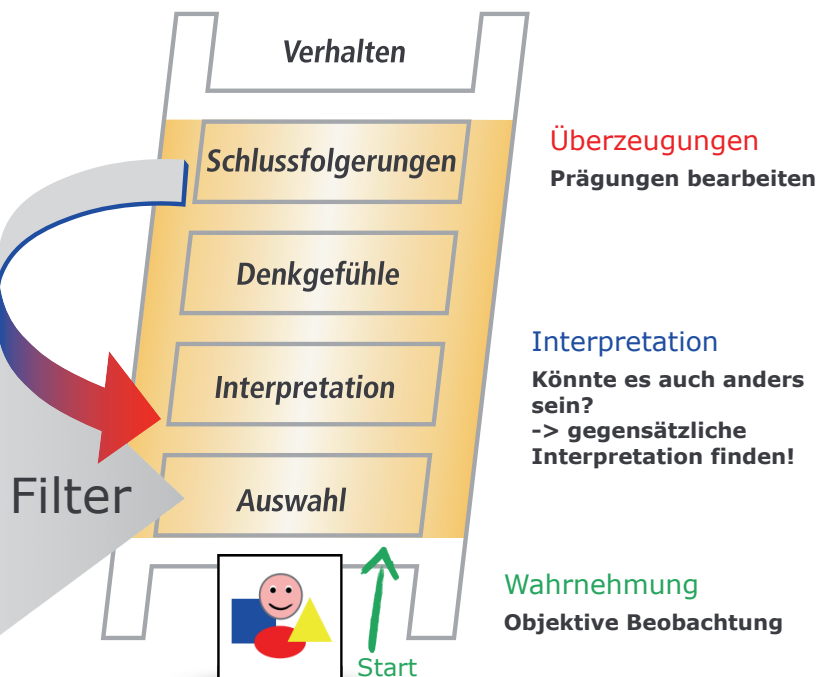 Verhalten
Schlussfolgerungen
Denkgefühle
Interpretation
Auswahl
Filter
Start
Überzeugungen
Prägungen bearbeiten
Interpretation
Könnte es auch anders
sein?
-> gegensätzliche
Interpretation finden!
Wahrnehmung
Objektive Beobachtung